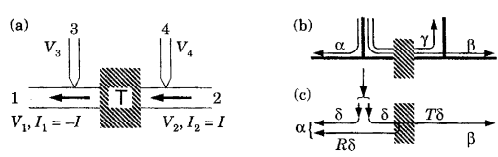 (a)
3
4
V₃
V₄
1
T
2
V₁, I₁ = –I
V₂, I₂ = I
(b)
α
γ
β
(c)
δ
δ
Tδ
α{
Rδ
β